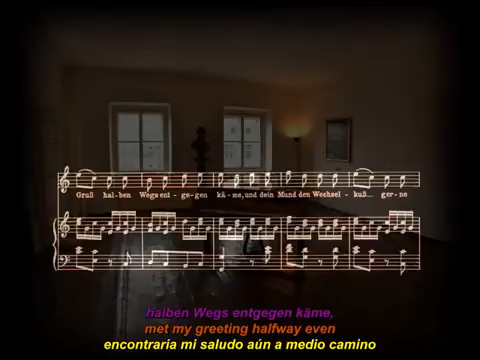 Gruß hal-ben Wegs ent-ge-gen kä-me, und dein Mund den Wechsel-kuß... ger-ne
halben Wegs entgegen käme,
met my greeting halfway even
encontraría mi saludo aún a medio camino